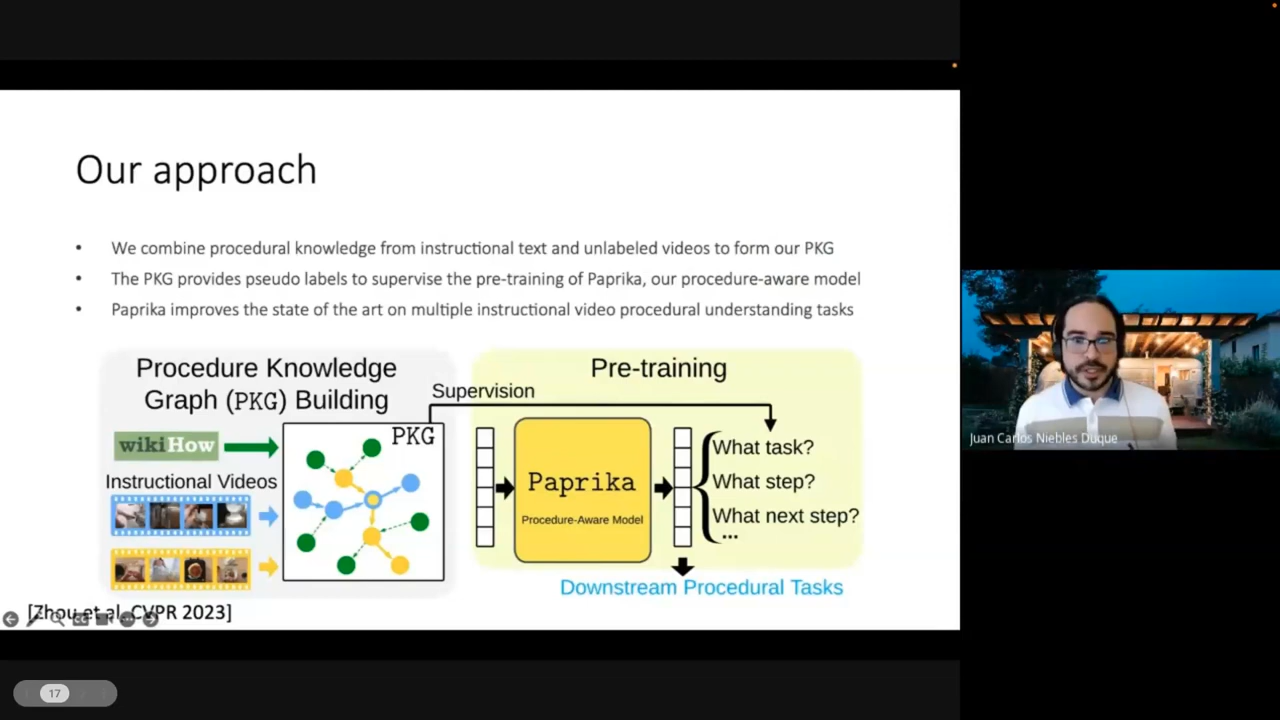 Our approach
• We combine procedural knowledge from instructional text and unlabeled videos to form our PKG
• The PKG provides pseudo labels to supervise the pre-training of Paprika, our procedure-aware model
• Paprika improves the state of the art on multiple instructional video procedural understanding tasks
Procedure Knowledge
Graph (PKG) Building
wikiHow
Instructional Videos
PKG
Supervision
Pre-training
Paprika
Procedure-Aware Model
What task?
What step?
What next step?
...
Downstream Procedural Tasks
[Zhou et al, CVPR 2023]
Juan Carlos Niebles Duque
17